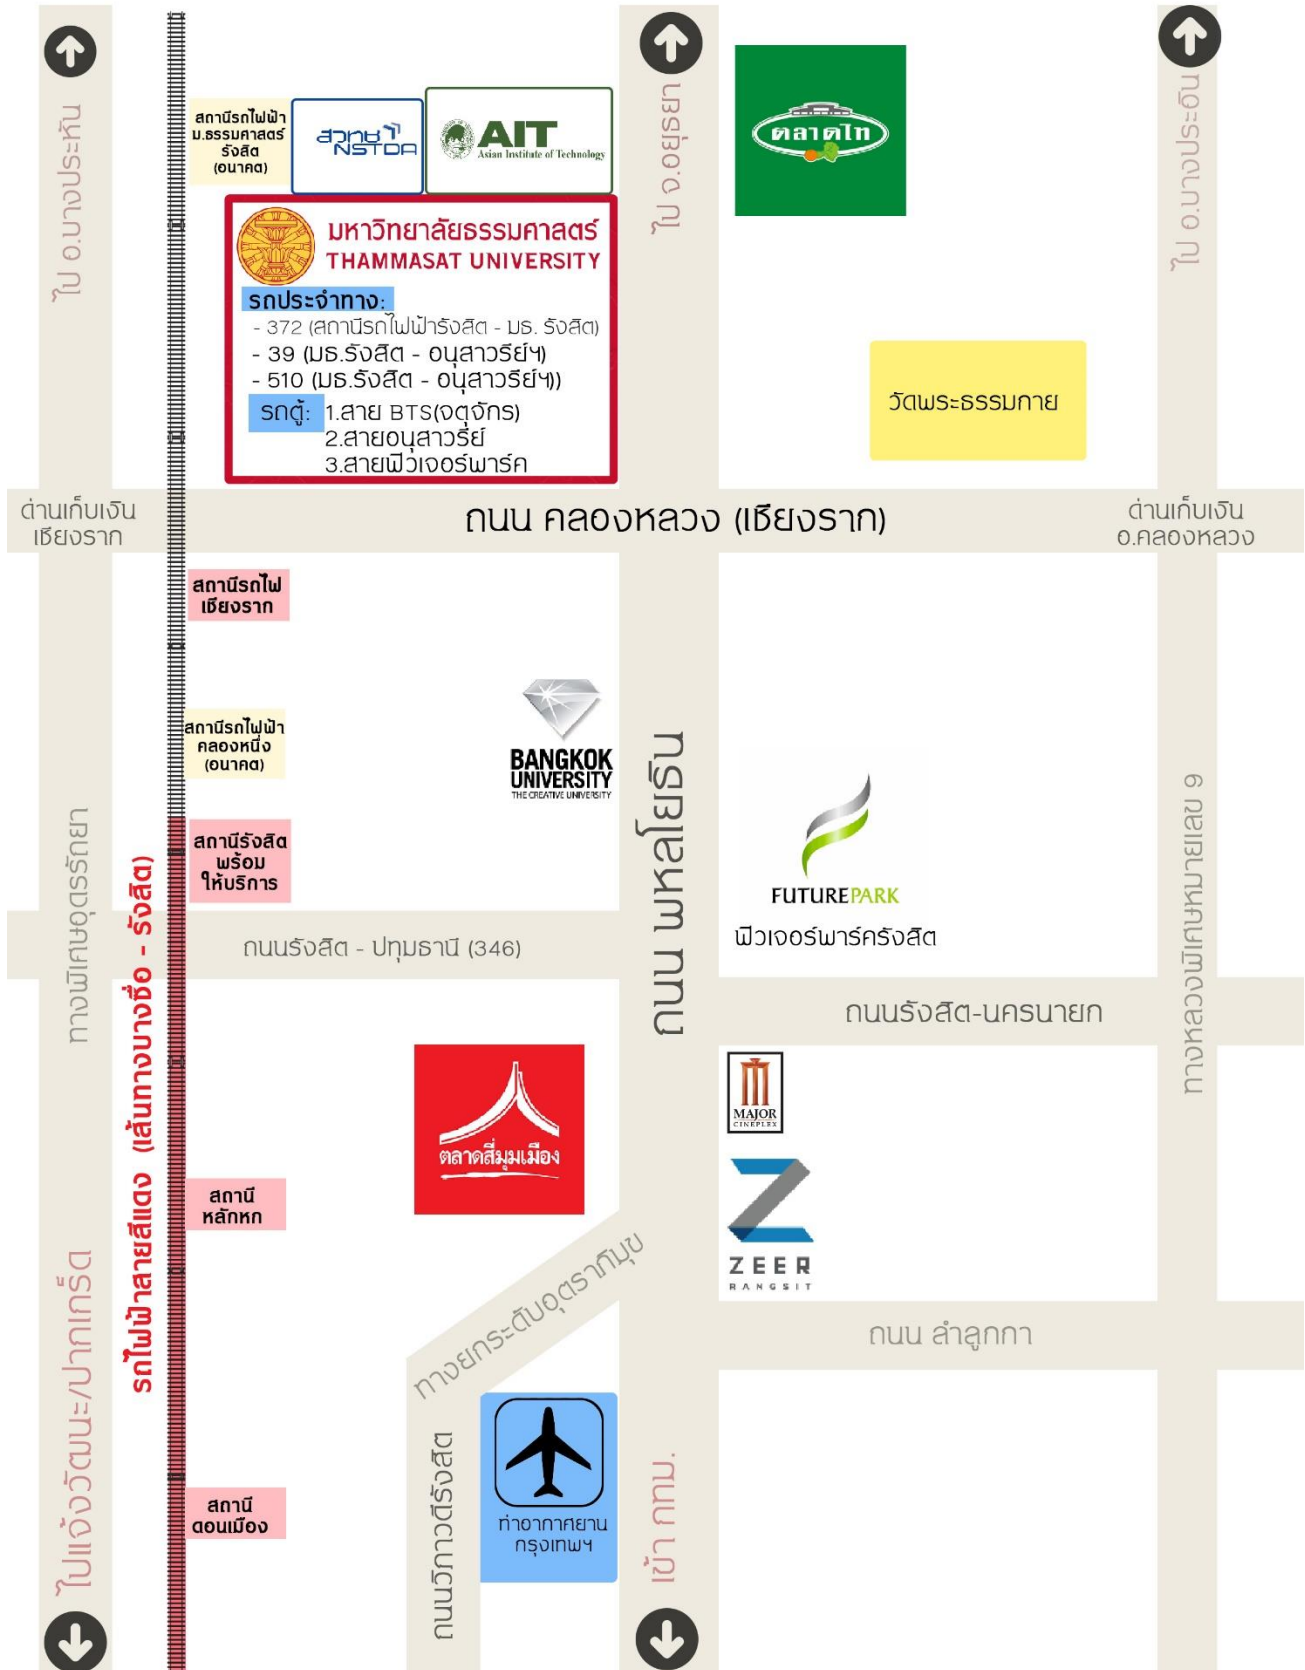 ไป อ.บางประหัน
สถานีรถไฟฟ้า
ม.ธรรมศาสตร์
รังสิต
(อนาคต)
สวทช
NSTDA
AIT
Asian Institute of Technology
ไป จ.อยุธยา
ตลาดไท
ไป อ.บางประอิน
มหาวิทยาลัยธรรมศาสตร์
THAMMASAT UNIVERSITY
รถประจำทาง:
- 372 (สถานีรถไฟฟ้ารังสิต - มธ. รังสิต)
- 39 (มธ.รังสิต - อนุสาวรีย์ฯ)
- 510 (มธ.รังสิต - อนุสาวรีย์ฯ))
รถตู้: 1.สาย BTS(จตุจักร)
2.สายอนุสาวรีย์
3.สายฟิวเจอร์พาร์ค
วัดพระธรรมกาย
ด่านเก็บเงิน
เชียงราก
ถนน คลองหลวง (เชียงราก)
ด่านเก็บเงิน
อ.คลองหลวง
สถานีรถไฟ
เชียงราก
สถานีรถไฟฟ้า
คลองหนึ่ง
(อนาคต)
BANGKOK
UNIVERSITY
THE CREATIVE UNIVERSITY
ถนน พหลโยธิน
FUTUREPARK
ฟิวเจอร์พาร์ครังสิต
ทางหลวงพิเศษหมายเลข 9
ทางพิเศษอุดรรัถยา
รถไฟฟ้าสายสีแดง (เส้นทางบางซื่อ - รังสิต)
สถานีรังสิต
พร้อม
ให้บริการ
ถนนรังสิต - ปทุมธานี (346)
ถนนรังสิต-นครนายก
ตลาดสี่มุมเมือง
MAJOR
CINEPLEX
ZEER
RANGSIT
สถานี
หลักหก
ทางยกระดับอุตราภิมุข
ถนน ลำลูกกา
ไปแจ้งวัฒนะ/ปากเกร็ด
สถานี
ดอนเมือง
ถนนวิภาวดีรังสิต
ท่าอากาศยาน
กรุงเทพฯ
เข้า กทม.